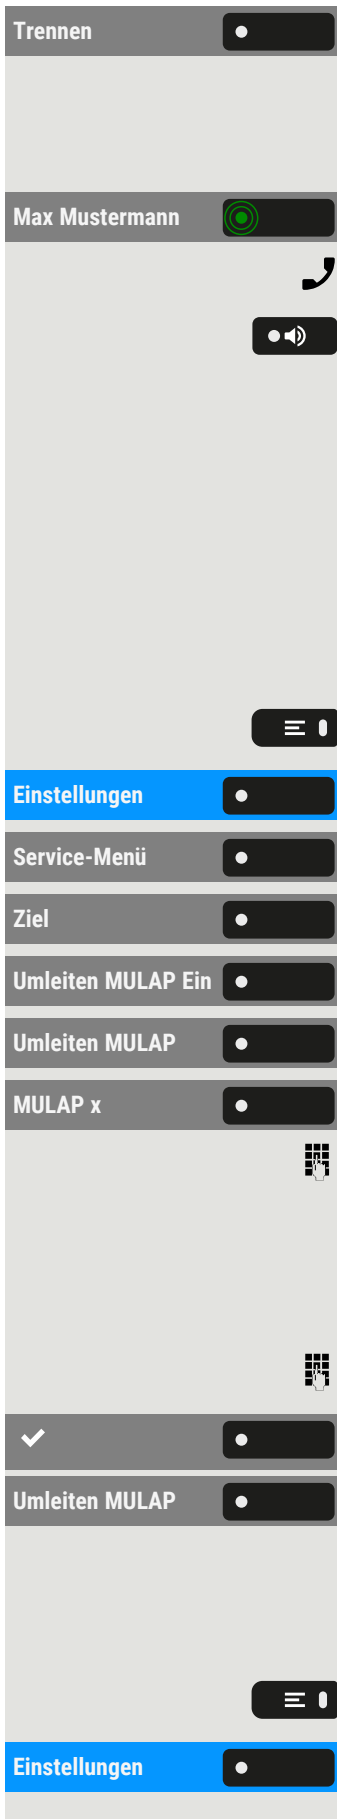 Trennen
Max Mustermann
Einstellungen
Service-Menü
Ziel
Umleiten MULAP Ein
Umleiten MULAP
MULAP x
Umleiten MULAP
Einstellungen